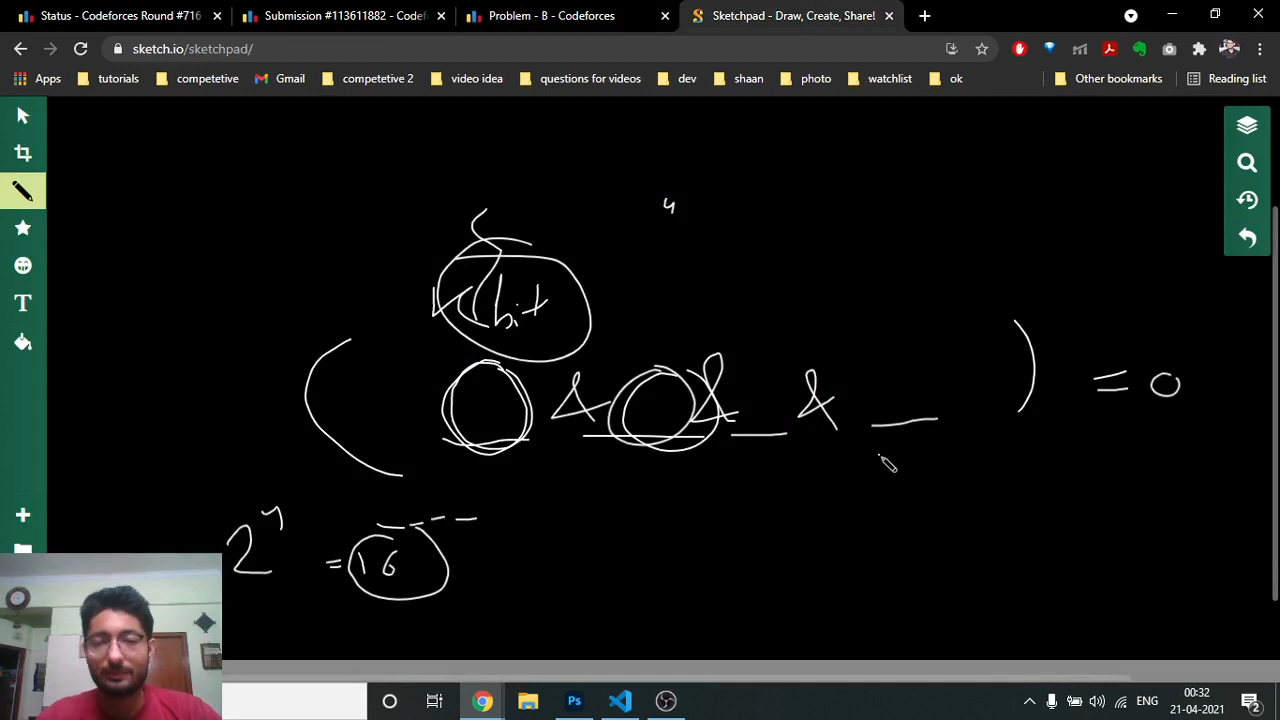 Status - Codeforces Round #716
Submission #113611882 - Codef
Problem - B - Codeforces
Sketchpad - Draw, Create, Share!
sketch.io/sketchpad/
Apps tutorials competetive Gmail competetive 2 video idea questions for videos dev shaan photo watchlist ok Other bookmarks Reading list
4
bit
( & & & ) = 0
2^4 = 16
T
ENG
00:32
21-04-2021
2